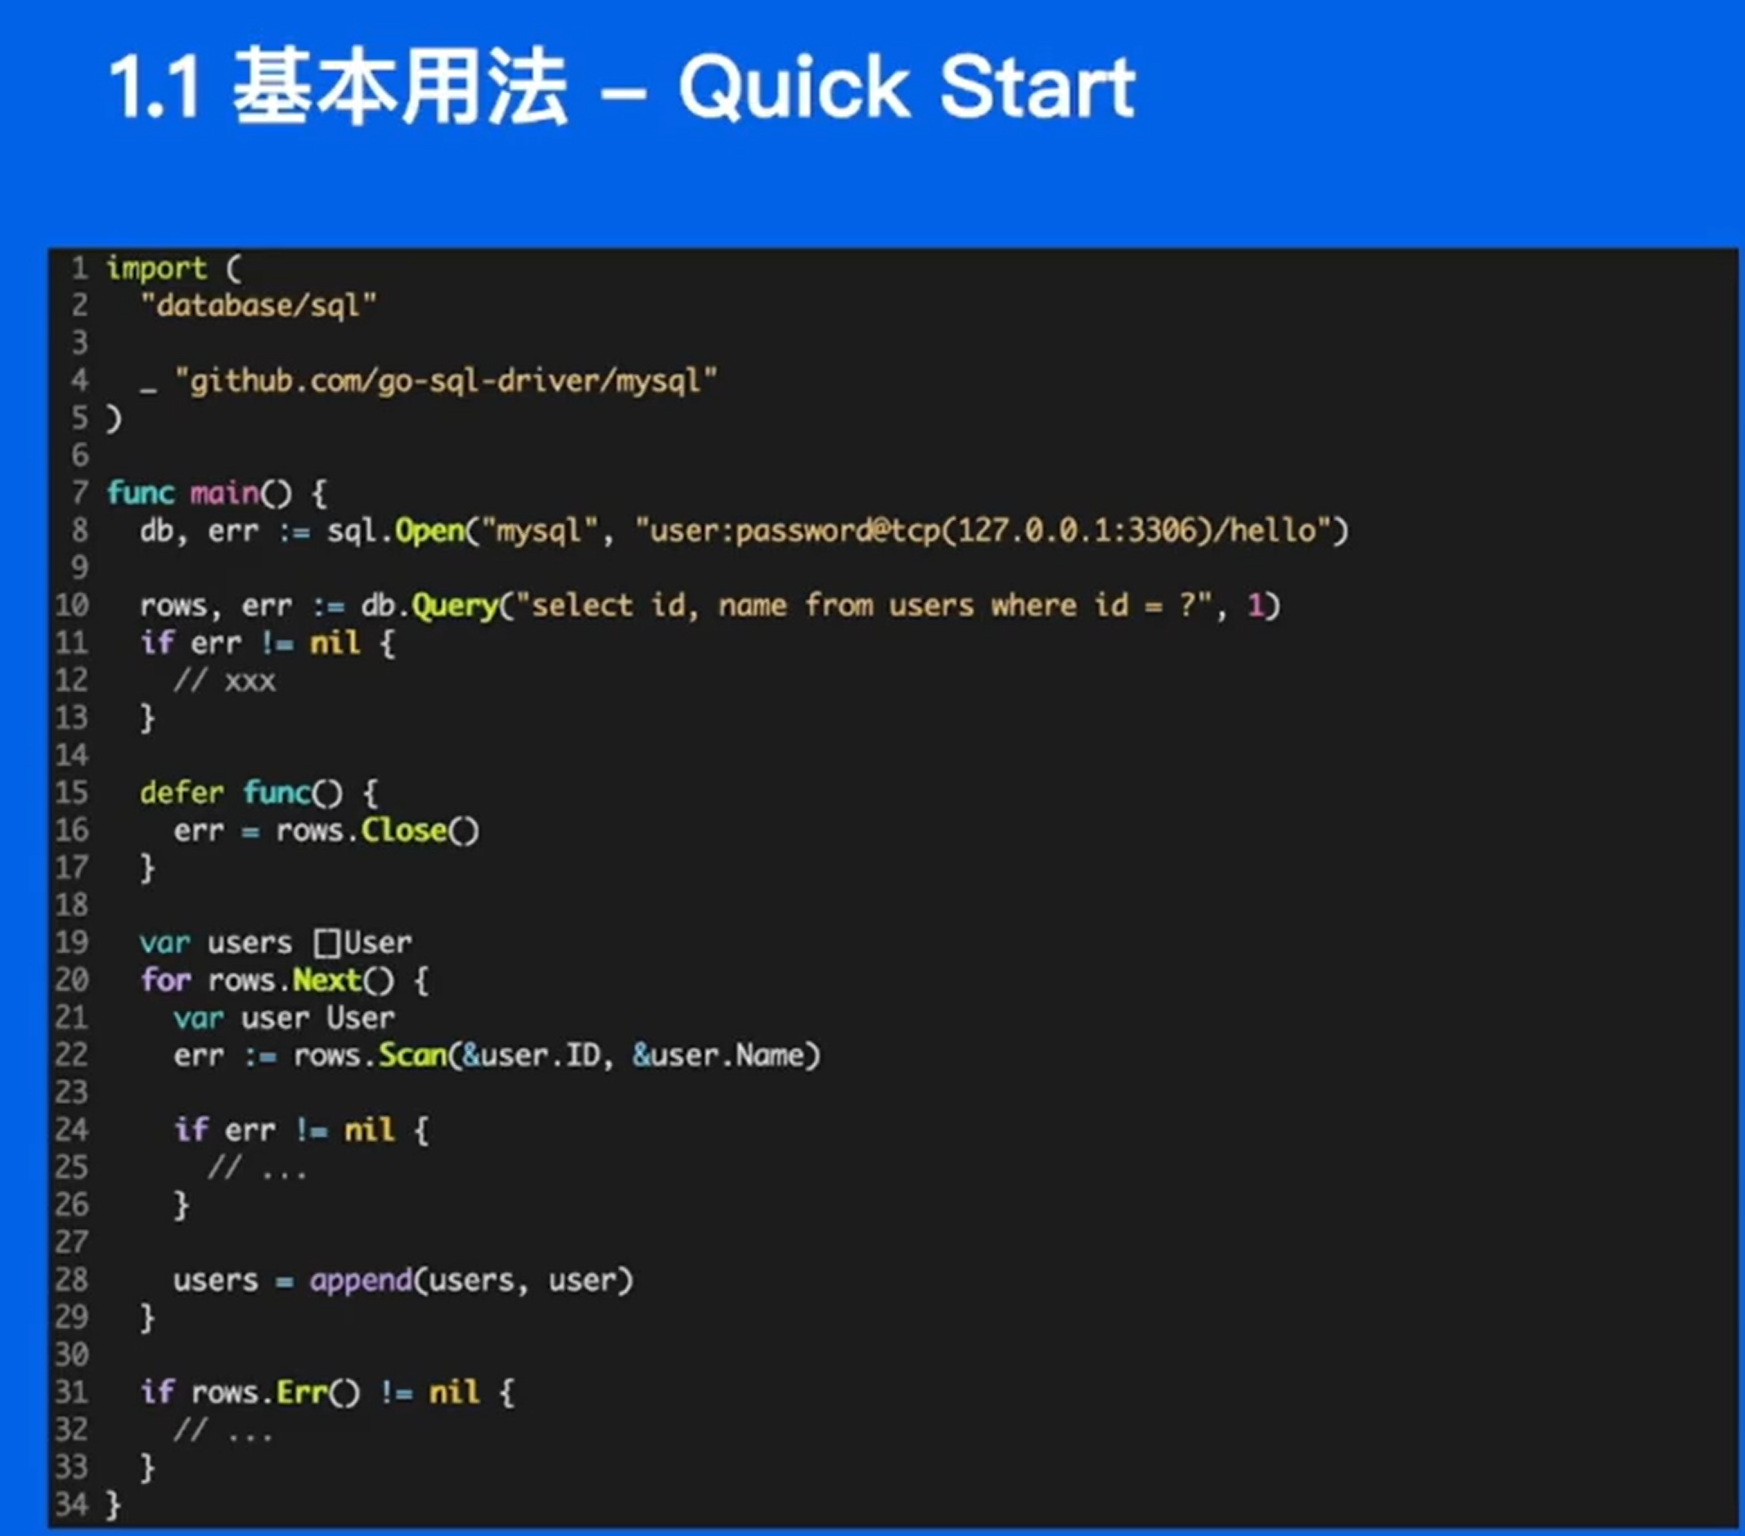 1.1 基本用法 – Quick Start
1 import (
2   "database/sql"
3
4   _ "github.com/go-sql-driver/mysql"
5 )
6
7 func main() {
8   db, err := sql.Open("mysql", "user:password@tcp(127.0.0.1:3306)/hello")
9
10   rows, err := db.Query("select id, name from users where id = ?", 1)
11   if err != nil {
12     // xxx
13   }
14
15   defer func() {
16     err = rows.Close()
17   }
18
19   var users []User
20   for rows.Next() {
21     var user User
22     err := rows.Scan(&user.ID, &user.Name)
23
24     if err != nil {
25       // ...
26     }
27
28     users = append(users, user)
29   }
30
31   if rows.Err() != nil {
32     // ...
33   }
34 }